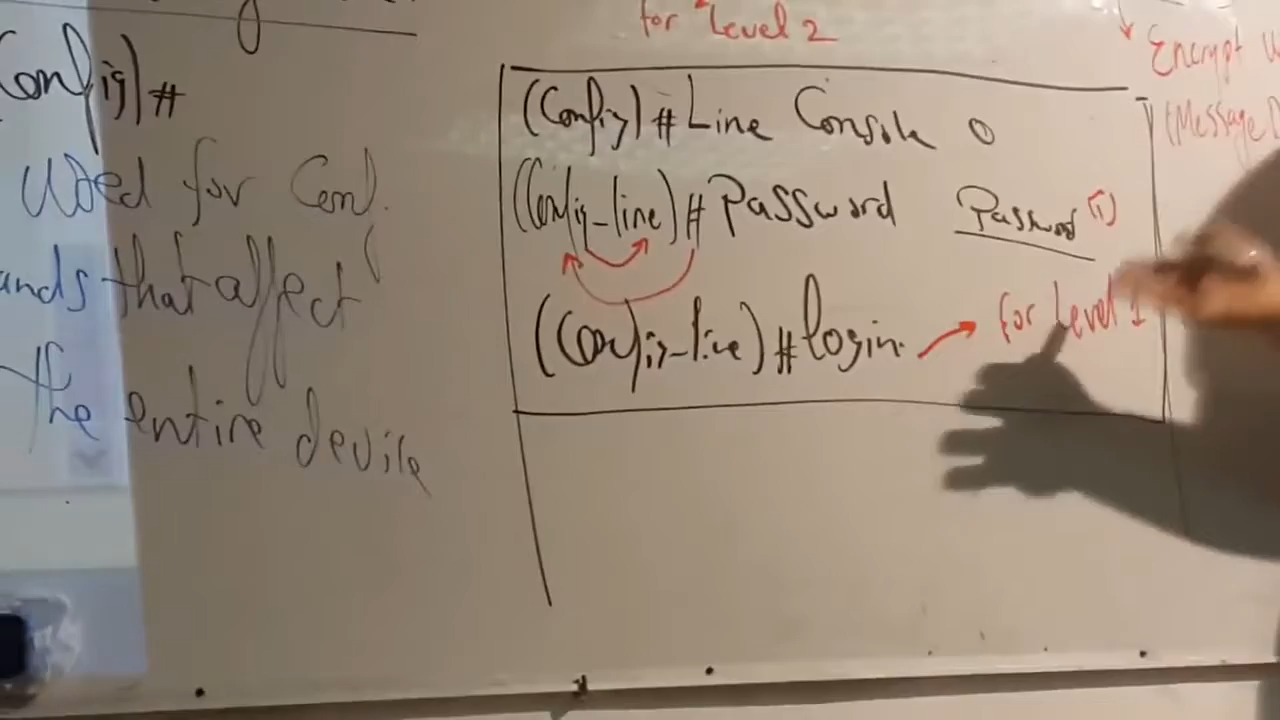 for Level 2
Encrypt
(Message
Config)#
Used for Conf.
ands that affect
the entire device
(Config)#Line Console 0
(Config-line)#Password Password (1)
(Config-line)#login. → for Level 1